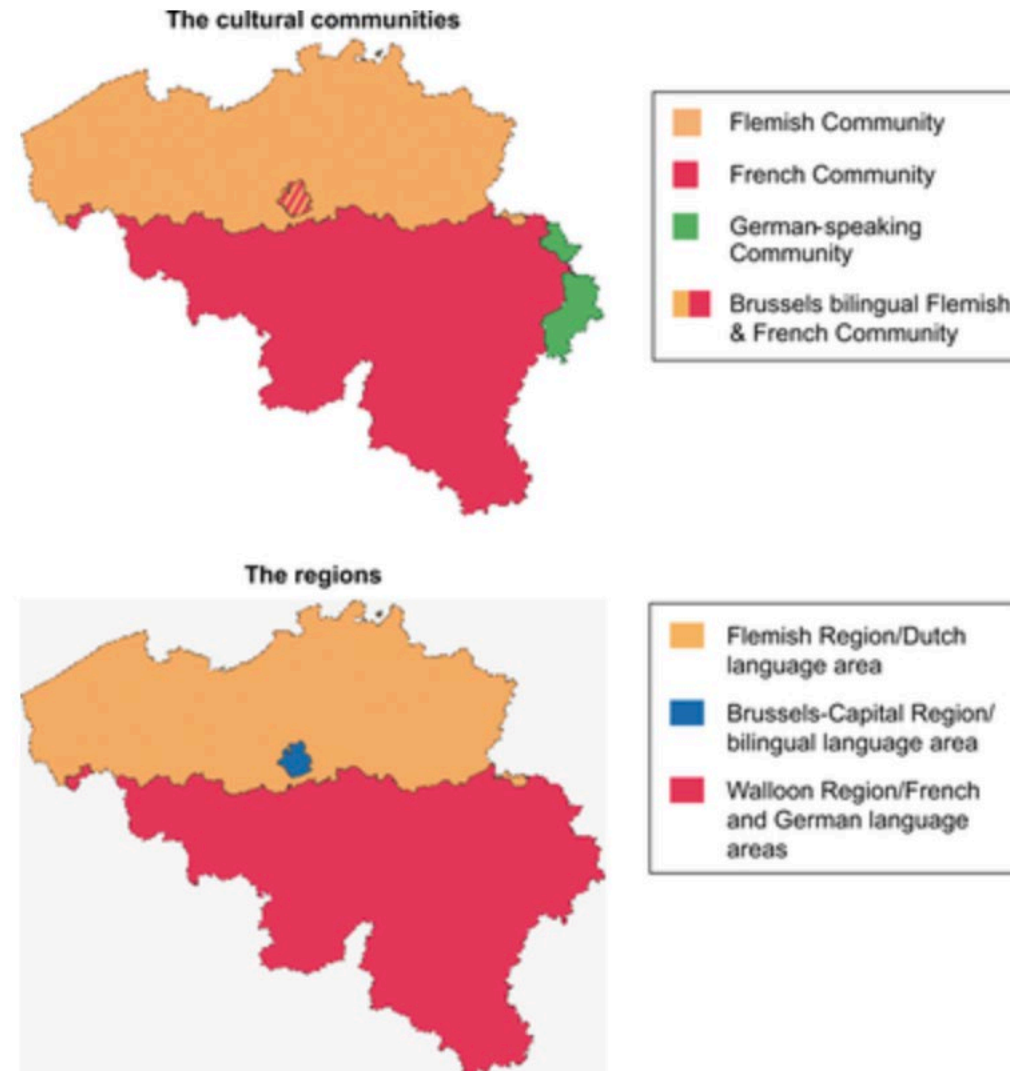 The cultural communities
Flemish Community
French Community
German-speaking
Community
Brussels bilingual Flemish
& French Community
The regions
Flemish Region/Dutch
language area
Brussels-Capital Region/
bilingual language area
Walloon Region/French
and German language
areas